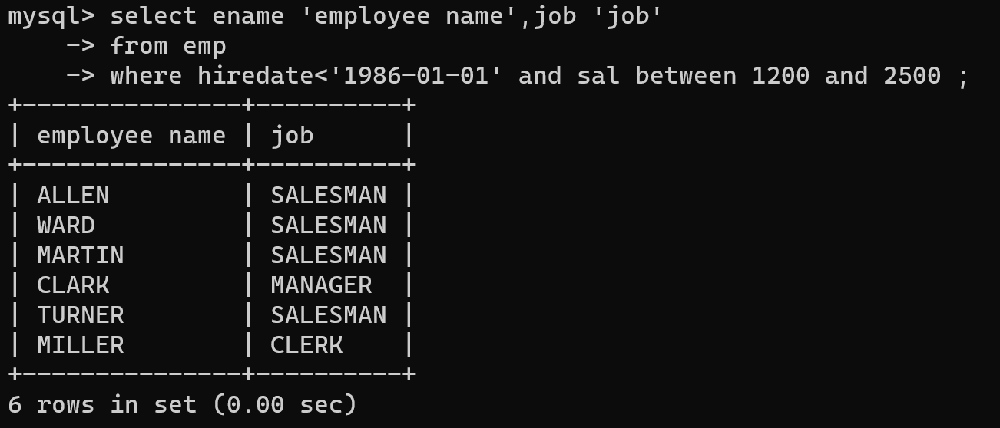 mysql> select ename 'employee name',job 'job'
    -> from emp
    -> where hiredate<'1986-01-01' and sal between 1200 and 2500 ;
+---------------+----------+
| employee name | job      |
+---------------+----------+
| ALLEN         | SALESMAN |
| WARD          | SALESMAN |
| MARTIN        | SALESMAN |
| CLARK         | MANAGER  |
| TURNER        | SALESMAN |
| MILLER        | CLERK    |
+---------------+----------+
6 rows in set (0.00 sec)